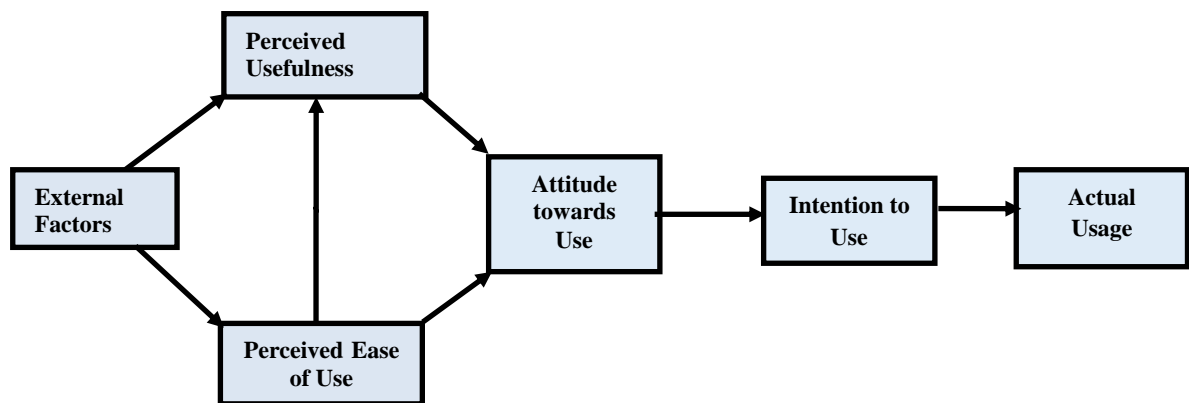 Perceived
Usefulness
External
Factors
Attitude
towards
Use
Intention to
Use
Actual
Usage
Perceived Ease
of Use